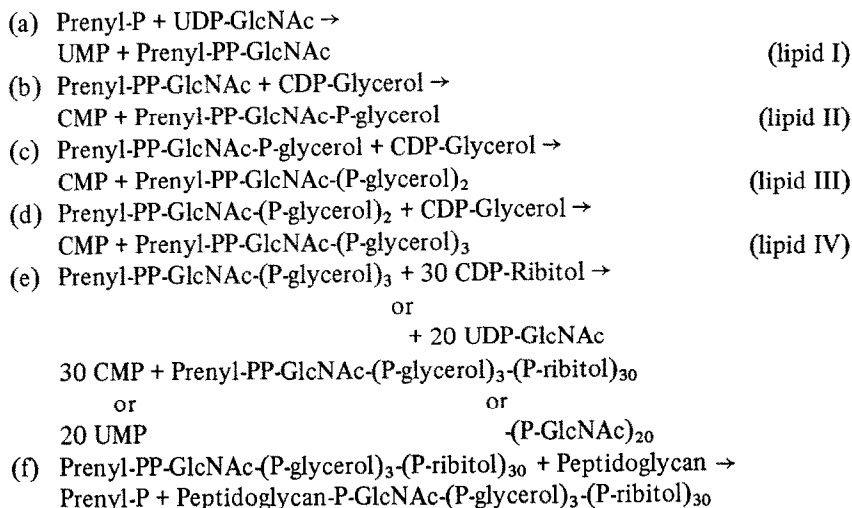 (a) Prenyl-P + UDP-GlcNAc →
UMP + Prenyl-PP-GlcNAc (lipid I)
(b) Prenyl-PP-GlcNAc + CDP-Glycerol →
CMP + Prenyl-PP-GlcNAc-P-glycerol (lipid II)
(c) Prenyl-PP-GlcNAc-P-glycerol + CDP-Glycerol →
CMP + Prenyl-PP-GlcNAc-(P-glycerol)₂ (lipid III)
(d) Prenyl-PP-GlcNAc-(P-glycerol)₂ + CDP-Glycerol →
CMP + Prenyl-PP-GlcNAc-(P-glycerol)₃ (lipid IV)
(e) Prenyl-PP-GlcNAc-(P-glycerol)₃ + 30 CDP-Ribitol →
or
+ 20 UDP-GlcNAc
30 CMP + Prenyl-PP-GlcNAc-(P-glycerol)₃-(P-ribitol)₃₀
or or
20 UMP -(P-GlcNAc)₂₀
(f) Prenyl-PP-GlcNAc-(P-glycerol)₃-(P-ribitol)₃₀ + Peptidoglycan →
Prenyl-P + Peptidoglycan-P-GlcNAc-(P-glycerol)₃-(P-ribitol)₃₀